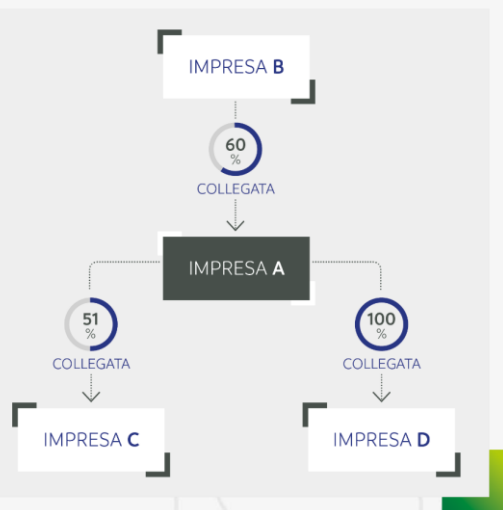 IMPRESA B
60
%
COLLEGATA
IMPRESA A
51
%
COLLEGATA
100
%
COLLEGATA
IMPRESA C
IMPRESA D